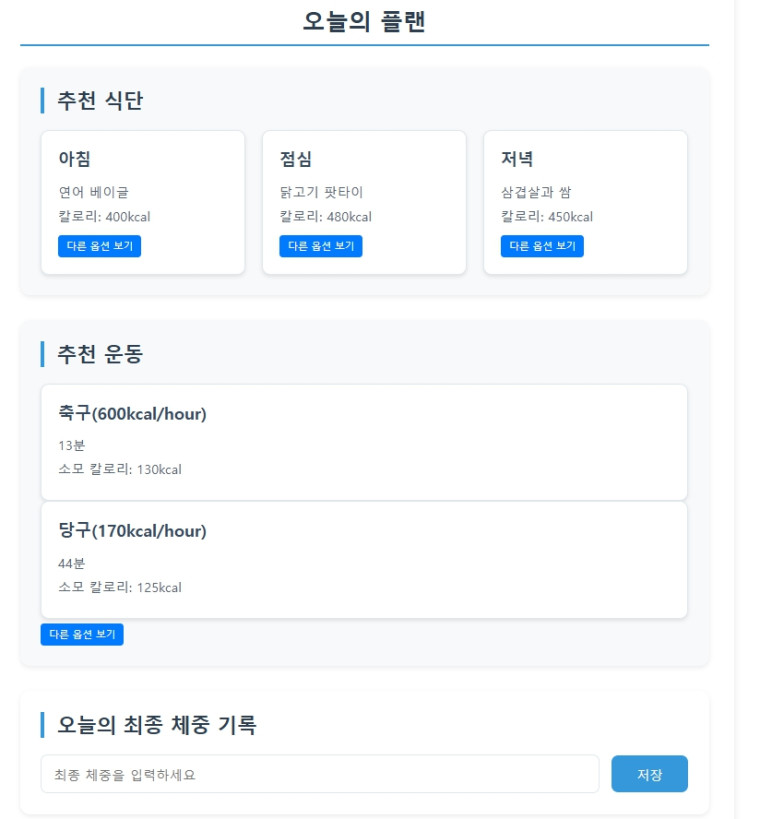 오늘의 플랜
추천 식단
아침
연어 베이글
칼로리: 400kcal
다른 옵션 보기
점심
닭고기 팟타이
칼로리: 480kcal
다른 옵션 보기
저녁
삼겹살과 쌈
칼로리: 450kcal
다른 옵션 보기
추천 운동
축구(600kcal/hour)
13분
소모 칼로리: 130kcal
당구(170kcal/hour)
44분
소모 칼로리: 125kcal
다른 옵션 보기
오늘의 최종 체중 기록
최종 체중을 입력하세요
저장